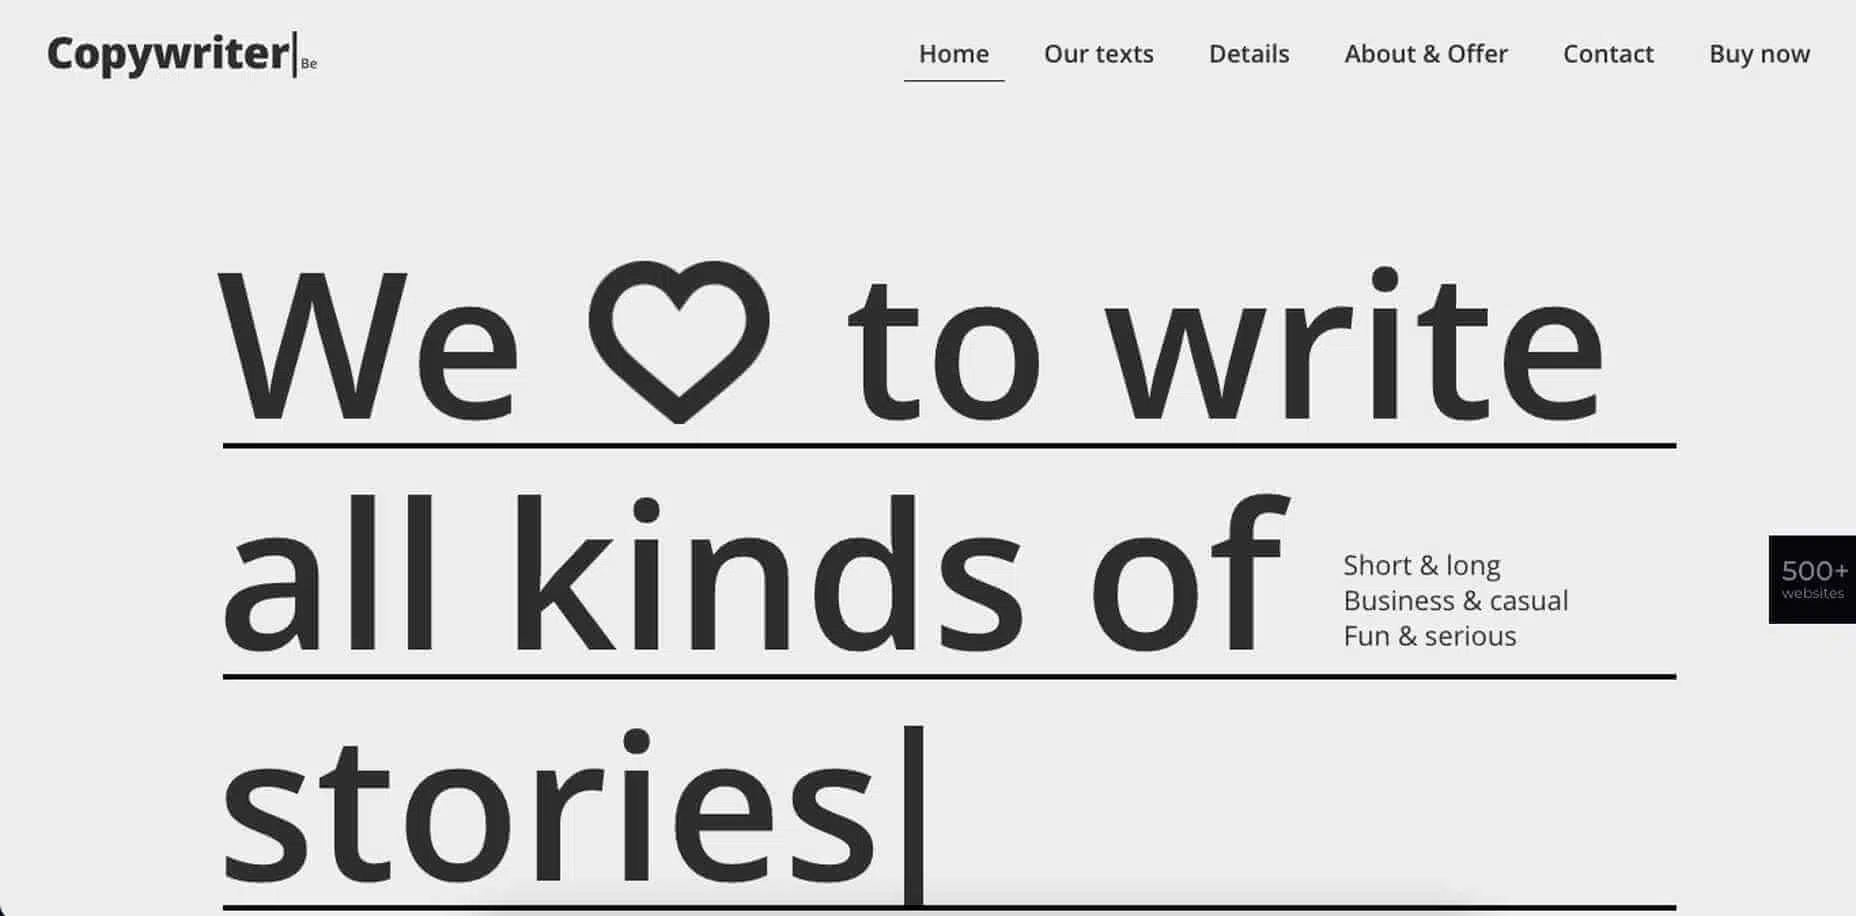 Copywriter| Be
Home Our texts Details About & Offer Contact Buy now
We ♡ to write
all kinds of
Short & long
Business & casual
Fun & serious
500+
websites
stories|